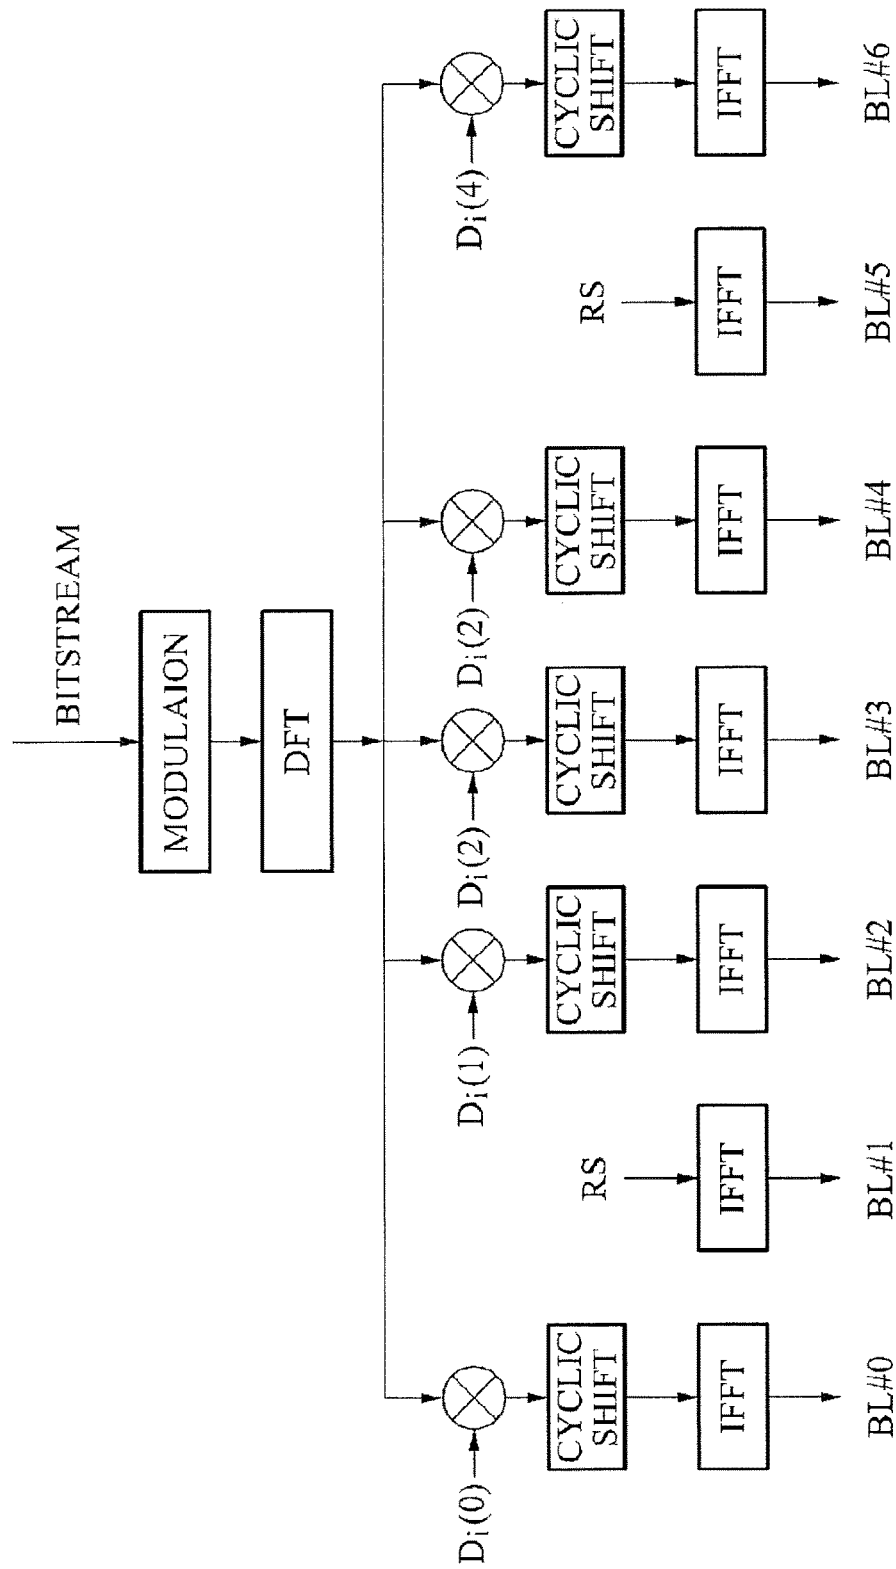 BITSTREAM
MODULAION
DFT
Di(0)
Di(1)
Di(2)
Di(2)
Di(4)
CYCLIC
SHIFT
RS
CYCLIC
SHIFT
CYCLIC
SHIFT
CYCLIC
SHIFT
RS
CYCLIC
SHIFT
IFFT
IFFT
IFFT
IFFT
IFFT
IFFT
IFFT
BL#0
BL#1
BL#2
BL#3
BL#4
BL#5
BL#6